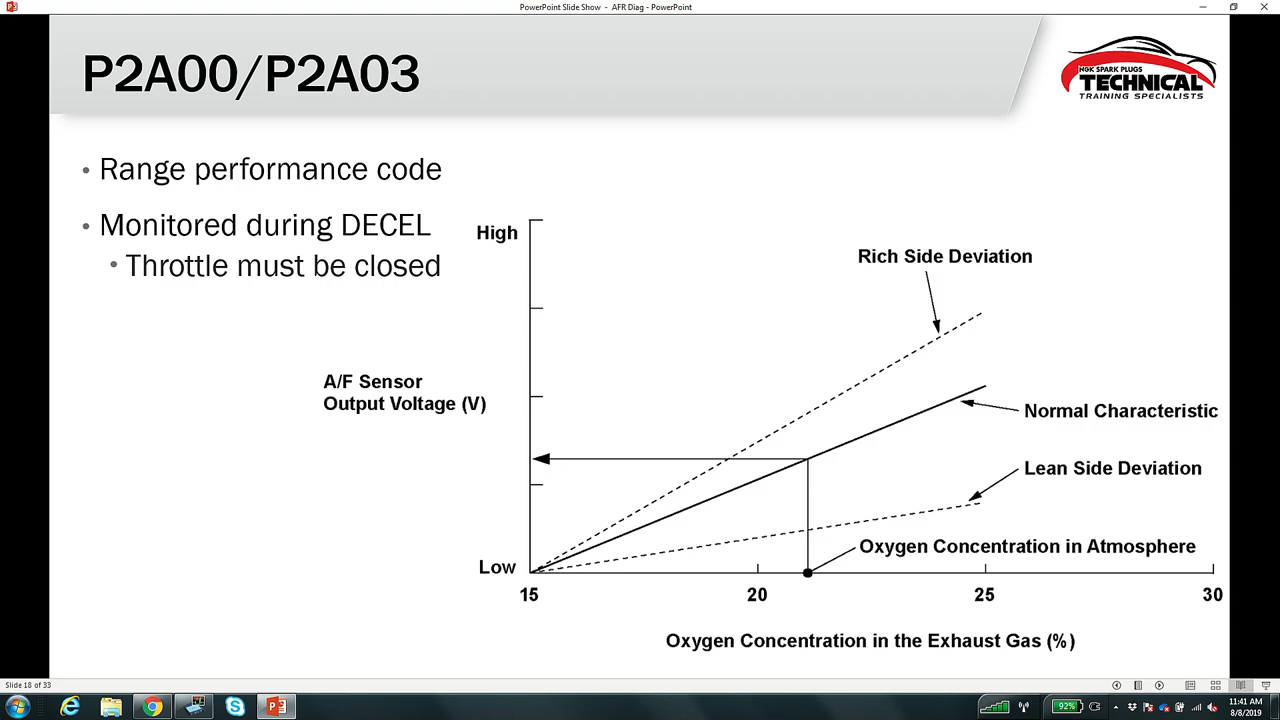 PowerPoint Slide Show - AFR Diag - PowerPoint
P2A00/P2A03
NGK SPARK PLUGS
TECHNICAL
TRAINING SPECIALISTS
• Range performance code
• Monitored during DECEL
• Throttle must be closed
High
Rich Side Deviation
A/F Sensor
Output Voltage (V)
Normal Characteristic
Lean Side Deviation
Oxygen Concentration in Atmosphere
Low
15
20
25
30
Oxygen Concentration in the Exhaust Gas (%)
Slide 18 of 33
92%
11:41 AM
8/8/2019